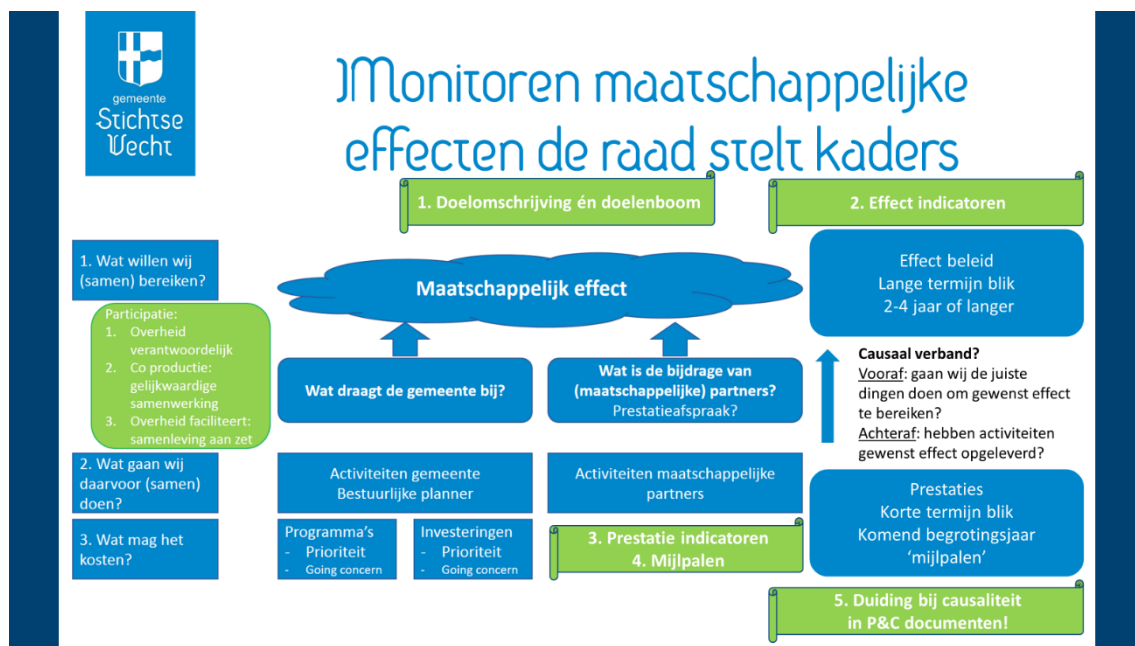 gemeente
Stichtse
Vecht
Monitoren maatschappelijke
effecten de raad stelt kaders
1. Doelomschrijving én doelenboom
2. Effect indicatoren
1. Wat willen wij
(samen) bereiken?
Maatschappelijk effect
Effect beleid
Lange termijn blik
2-4 jaar of langer
Participatie:
1. Overheid
verantwoordelijk
2. Co productie:
gelijkwaardige
samenwerking
3. Overheid faciliteert:
samenleving aan zet
Wat draagt de gemeente bij?
Wat is de bijdrage van
(maatschappelijke) partners?
Prestatieafspraak?
Causaal verband?
Vooraf: gaan wij de juiste
dingen doen om gewenst effect
te bereiken?
Achteraf: hebben activiteiten
gewenst effect opgeleverd?
2. Wat gaan wij
daarvoor (samen)
doen?
Activiteiten gemeente
Bestuurlijke planner
Activiteiten maatschappelijke
partners
Prestaties
Korte termijn blik
Komend begrotingsjaar
‘mijlpalen’
3. Wat mag het
kosten?
Programma’s
- Prioriteit
- Going concern
Investeringen
- Prioriteit
- Going concern
3. Prestatie indicatoren
4. Mijlpalen
5. Duiding bij causaliteit
in P&C documenten!